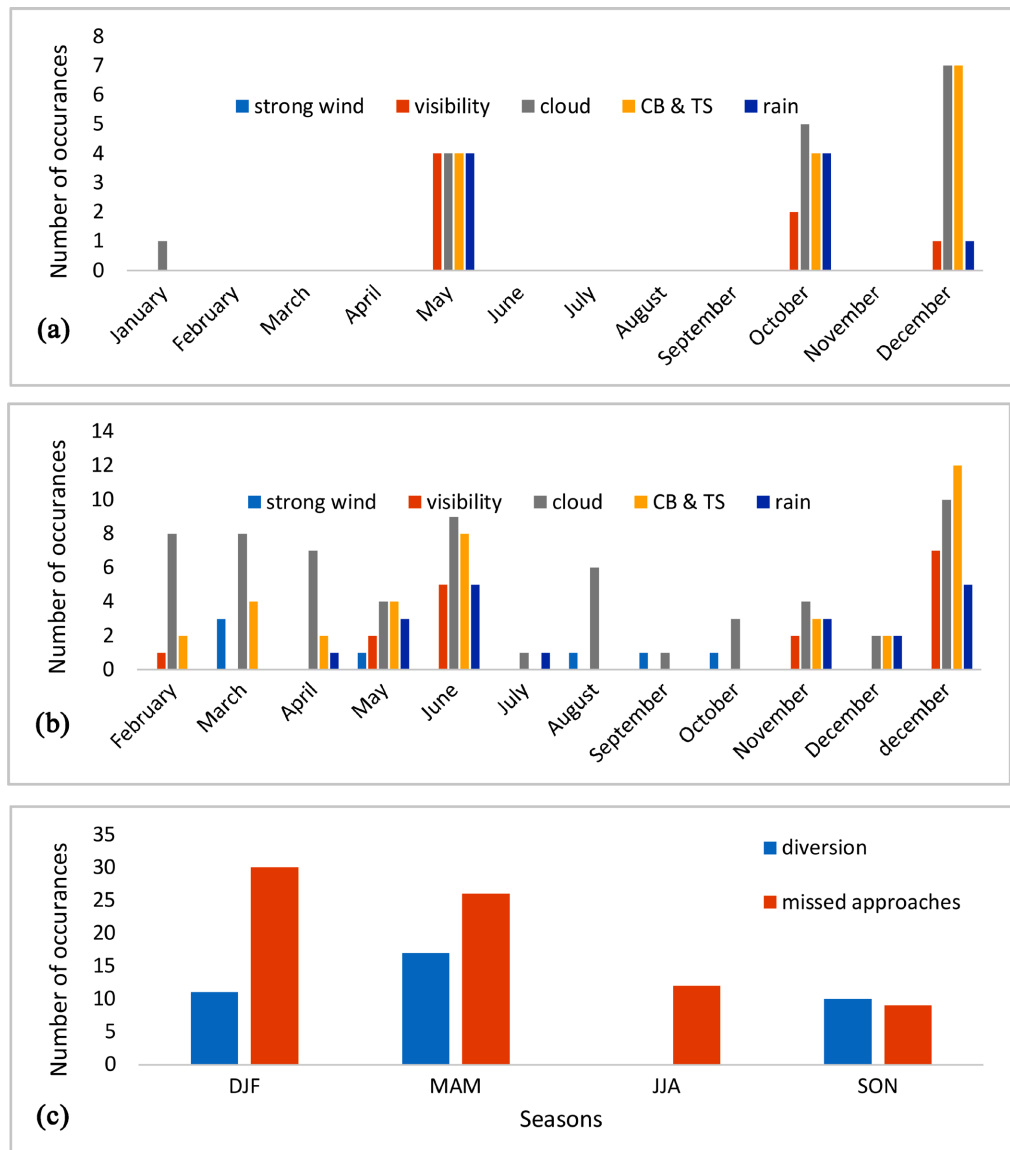 Number of occurances
8
7
6
5
4
3
2
1
0
strong wind visibility cloud CB & TS rain
January February March April May June July August September October November December
(a)
Number of occurances
14
12
10
8
6
4
2
0
strong wind visibility cloud CB & TS rain
February March April May June July August September October November December december
(b)
Number of occurances
35
30
25
20
15
10
5
0
diversion
missed approaches
DJF MAM JJA SON
Seasons
(c)